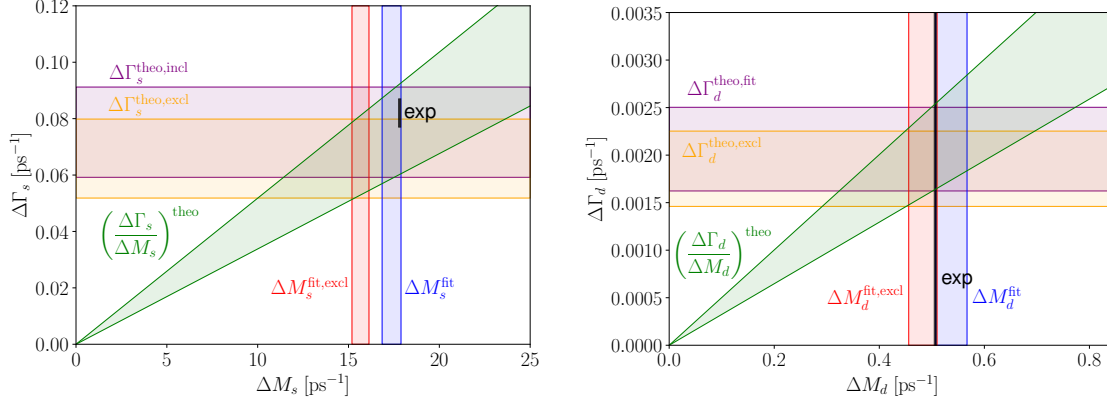 0.12
0.10
0.08
0.06
0.04
0.02
0.00
ΔΓ_s [ps⁻¹]
ΔΓ_s^{theo,incl}
ΔΓ_s^{theo,excl}
exp
(ΔΓ_s/ΔM_s)^{theo}
ΔM_s^{fit,excl}
ΔM_s^{fit}
0 5 10 15 20 25
ΔM_s [ps⁻¹]
0.0035
0.0030
0.0025
0.0020
0.0015
0.0010
0.0005
0.0000
ΔΓ_d [ps⁻¹]
ΔΓ_d^{theo,fit}
ΔΓ_d^{theo,excl}
(ΔΓ_d/ΔM_d)^{theo}
exp
ΔM_d^{fit,excl}
ΔM_d^{fit}
0.0 0.2 0.4 0.6 0.8
ΔM_d [ps⁻¹]